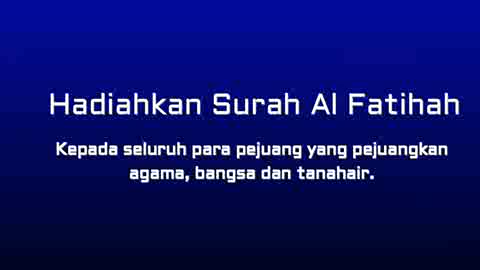 Hadiahkan Surah Al Fatihah
Kepada seluruh para pejuang yang pejuangkan
agama, bangsa dan tanahair.